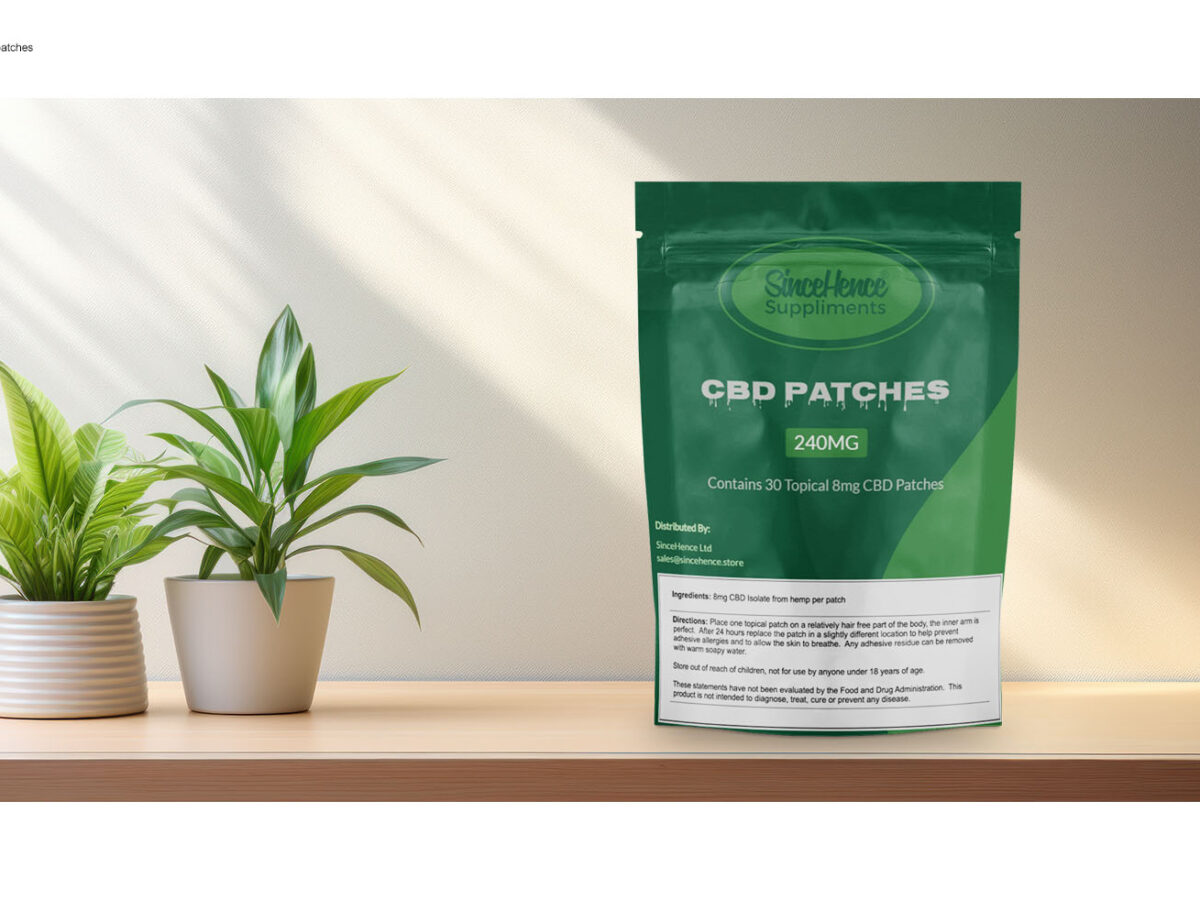 patches
SinceHence
Suppliments
CBD PATCHES
240MG
Contains 30 Topical 8mg CBD Patches
Distributed By:
SinceHence Ltd
sales@sincehence.store
Ingredients: 8mg CBD Isolate from hemp per patch
Directions: Place one topical patch on a relatively hair free part of the body, the inner arm is
perfect. After 24 hours replace the patch in a slightly different location to help prevent
adhesive allergies and to allow the skin to breathe. Any adhesive residue can be removed
with warm soapy water.
Store out of reach of children, not for use by anyone under 18 years of age.
These statements have not been evaluated by the Food and Drug Administration. This
product is not intended to diagnose, treat, cure or prevent any disease.